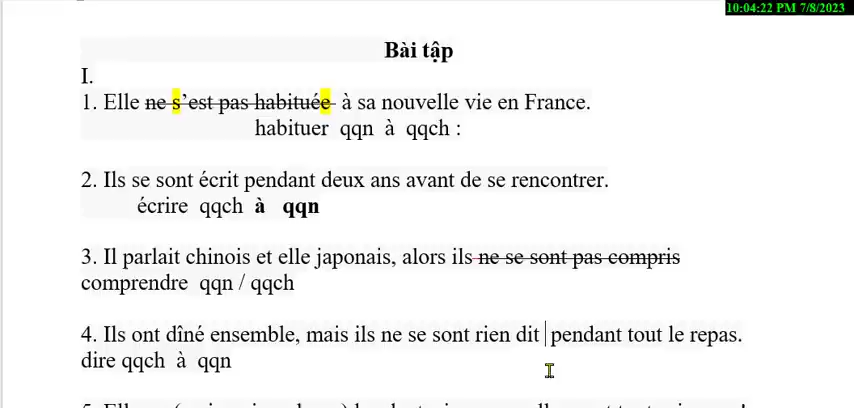 10:04:22 PM 7/8/2023
Bài tập
I.
1. Elle ne s’est pas habituée à sa nouvelle vie en France.
habituer qqn à qqch :
2. Ils se sont écrit pendant deux ans avant de se rencontrer.
écrire qqch à qqn
3. Il parlait chinois et elle japonais, alors ils ne se sont pas compris
comprendre qqn / qqch
4. Ils ont dîné ensemble, mais ils ne se sont rien dit pendant tout le repas.
dire qqch à qqn